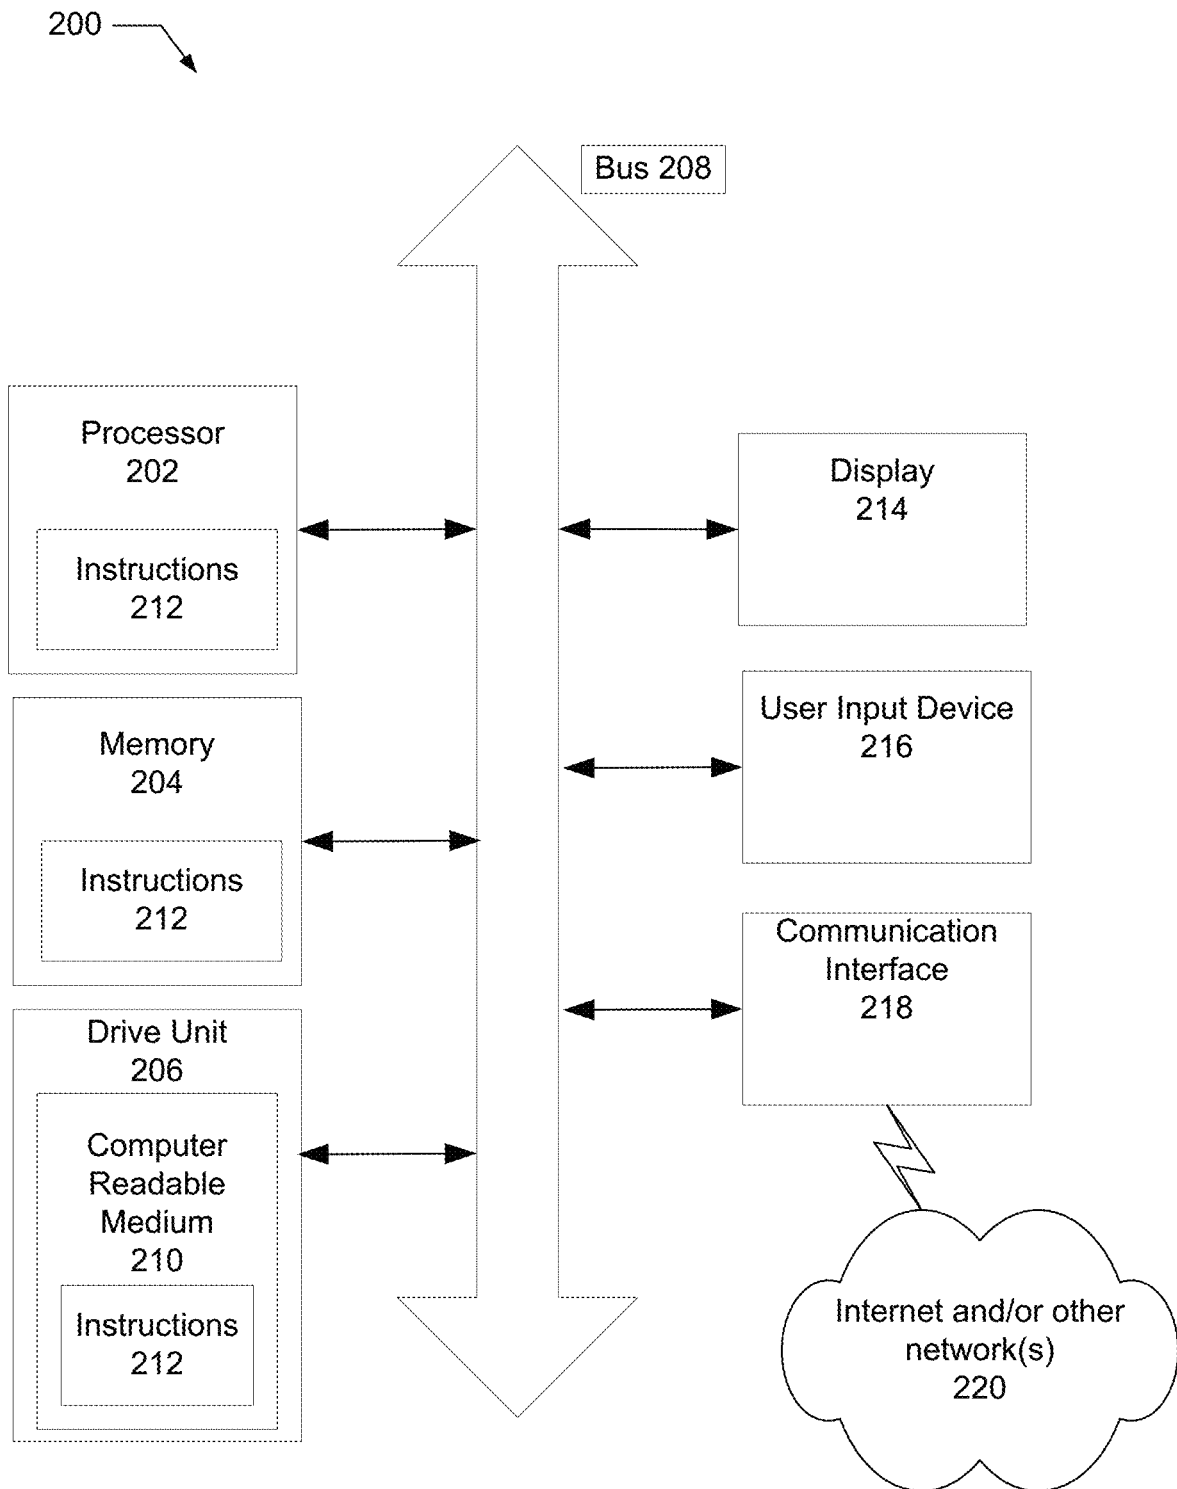 200
Bus 208
Processor
202
Instructions
212
Memory
204
Instructions
212
Drive Unit
206
Computer
Readable
Medium
210
Instructions
212
Display
214
User Input Device
216
Communication
Interface
218
Internet and/or other
network(s)
220